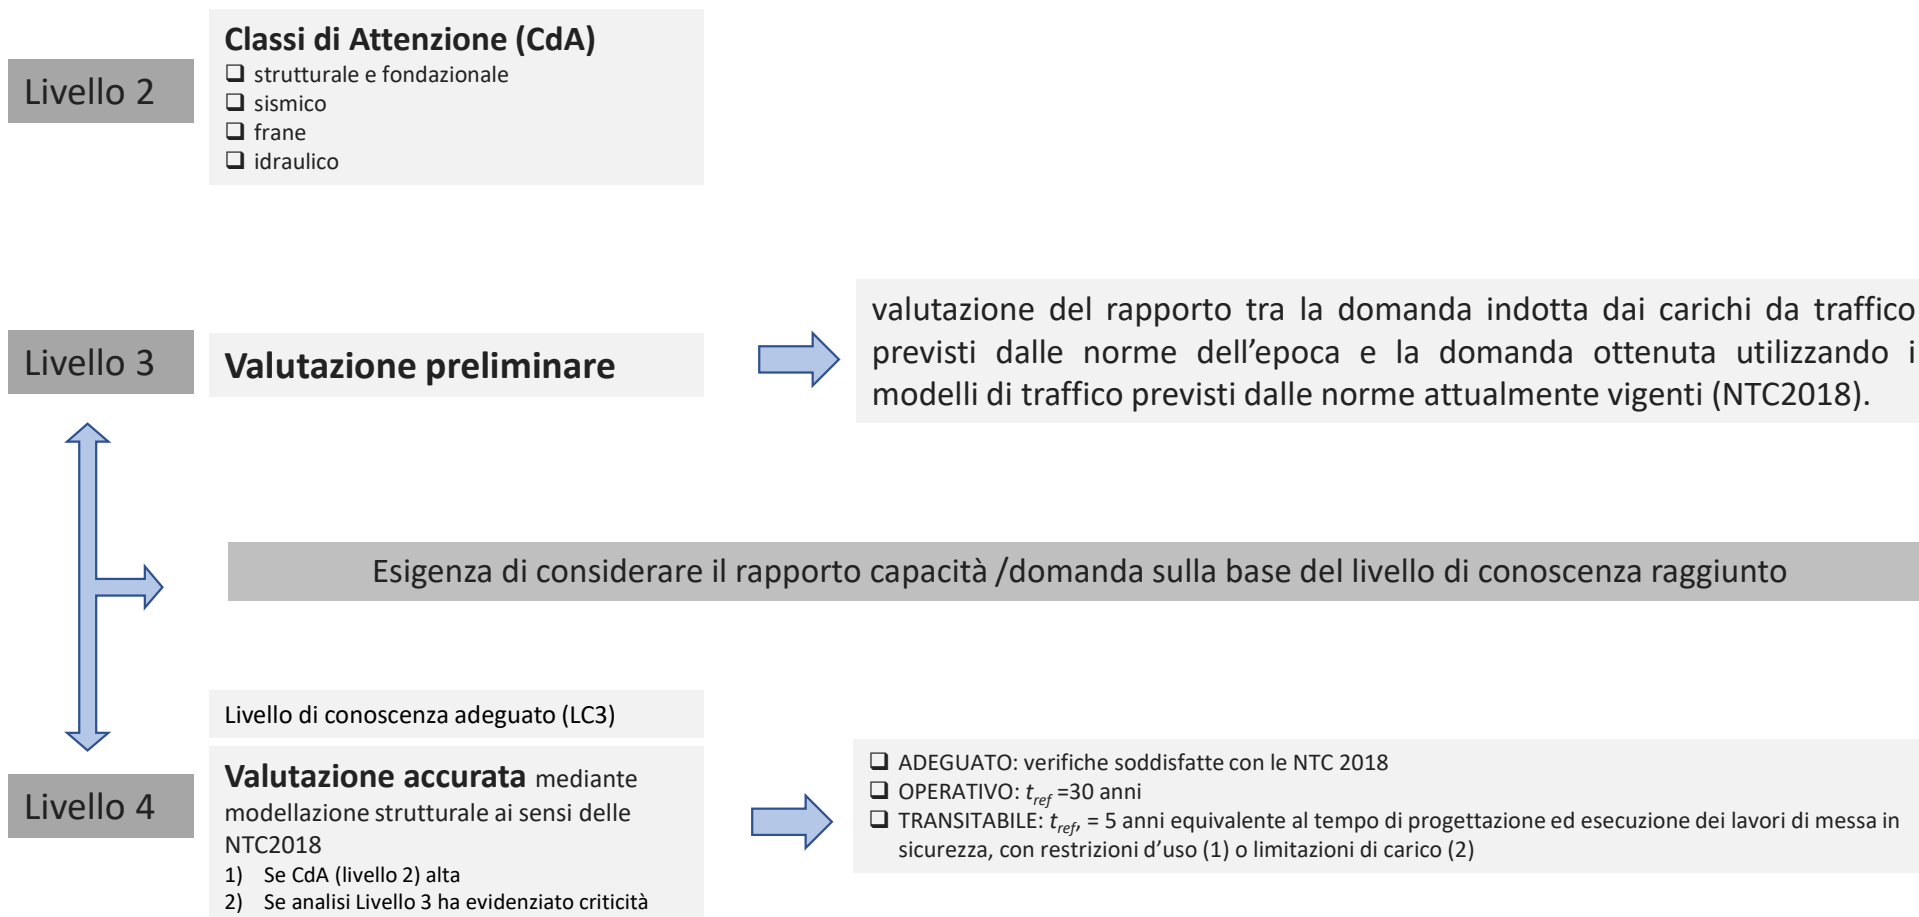 Livello 2
Classi di Attenzione (CdA)
❑ strutturale e fondazionale
❑ sismico
❑ frane
❑ idraulico
Livello 3
Valutazione preliminare
valutazione del rapporto tra la domanda indotta dai carichi da traffico
previsti dalle norme dell'epoca e la domanda ottenuta utilizzando i
modelli di traffico previsti dalle norme attualmente vigenti (NTC2018).
Esigenza di considerare il rapporto capacità /domanda sulla base del livello di conoscenza raggiunto
Livello di conoscenza adeguato (LC3)
Livello 4
Valutazione accurata mediante
modellazione strutturale ai sensi delle
NTC2018
1) Se CdA (livello 2) alta
2) Se analisi Livello 3 ha evidenziato criticità
❑ ADEGUATO: verifiche soddisfatte con le NTC 2018
❑ OPERATIVO: tref =30 anni
❑ TRANSITABILE: tref, = 5 anni equivalente al tempo di progettazione ed esecuzione dei lavori di messa in
sicurezza, con restrizioni d'uso (1) o limitazioni di carico (2)